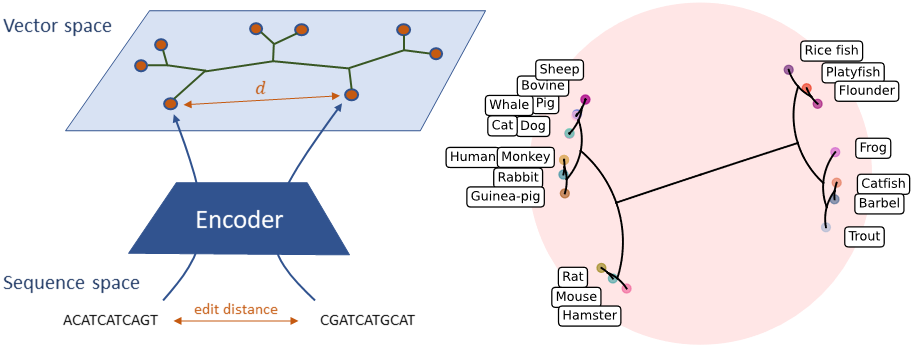 Vector space
d
Encoder
Sequence space
edit distance
ACATCATCAGT
CGATCATGCAT
Sheep
Bovine
Whale Pig
Cat Dog
Human Monkey
Rabbit
Guinea-pig
Rat
Mouse
Hamster
Rice fish
Platyfish
Flounder
Frog
Catfish
Barbel
Trout